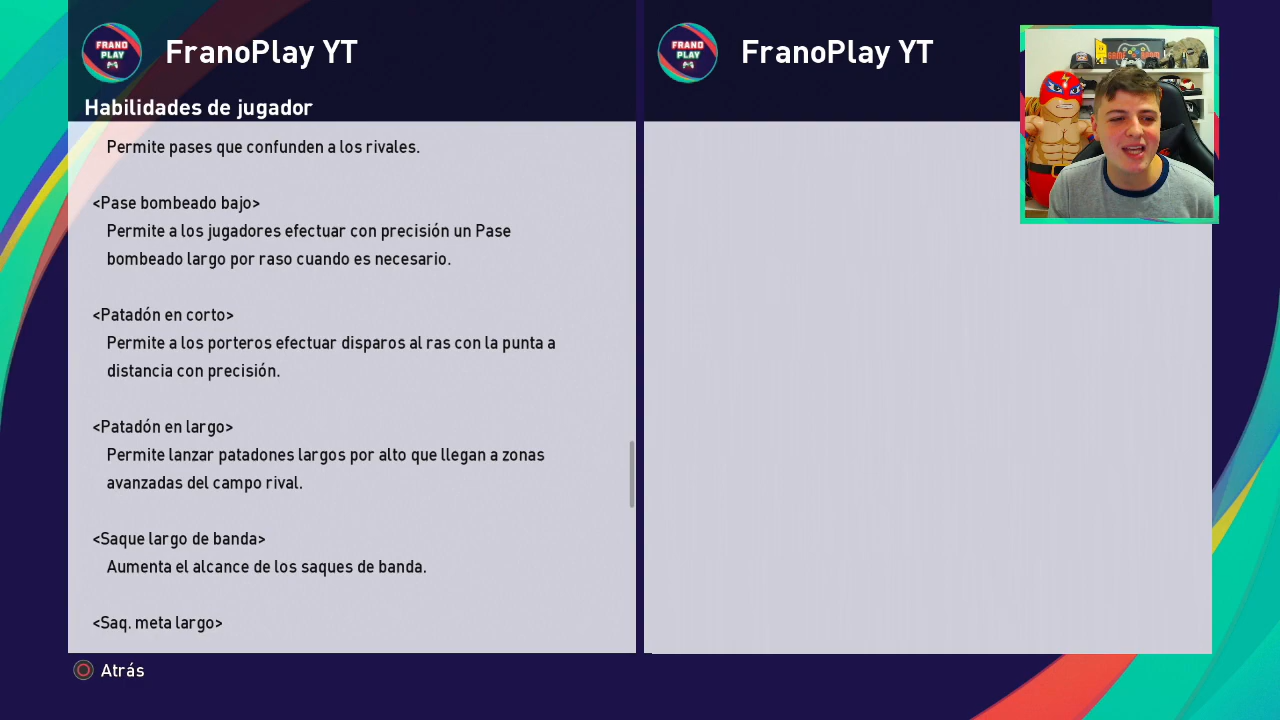 FRANO
PLAY
FranoPlay YT
Habilidades de jugador
Permite pases que confunden a los rivales.
<Pase bombeado bajo>
Permite a los jugadores efectuar con precisión un Pase
bombeado largo por raso cuando es necesario.
<Patadón en corto>
Permite a los porteros efectuar disparos al ras con la punta a
distancia con precisión.
<Patadón en largo>
Permite lanzar patadones largos por alto que llegan a zonas
avanzadas del campo rival.
<Saque largo de banda>
Aumenta el alcance de los saques de banda.
<Saq. meta largo>
Atrás
FRANO
PLAY
FranoPlay YT